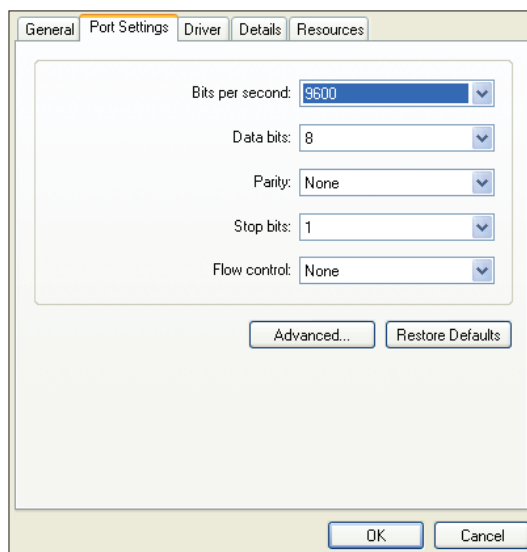 General Port Settings Driver Details Resources
Bits per second: 9600
Data bits: 8
Parity: None
Stop bits: 1
Flow control: None
Advanced... Restore Defaults
OK Cancel